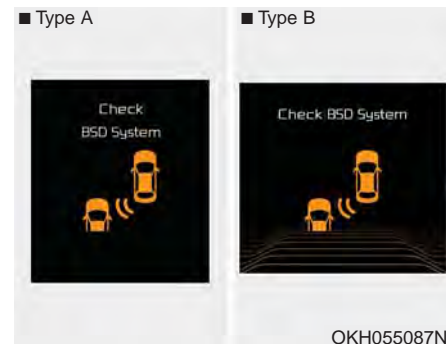 ■ Type A
■ Type B
Check
BSD System
Check BSD System
OKH055087N